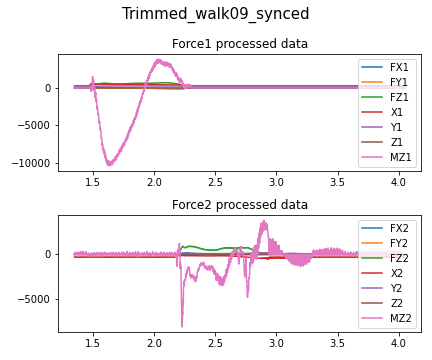 Trimmed_walk09_synced
Force1 processed data
0
−5000
−10000
FX1
FY1
FZ1
X1
Y1
Z1
MZ1
1.5 2.0 2.5 3.0 3.5 4.0
Force2 processed data
0
−5000
FX2
FY2
FZ2
X2
Y2
Z2
MZ2
1.5 2.0 2.5 3.0 3.5 4.0